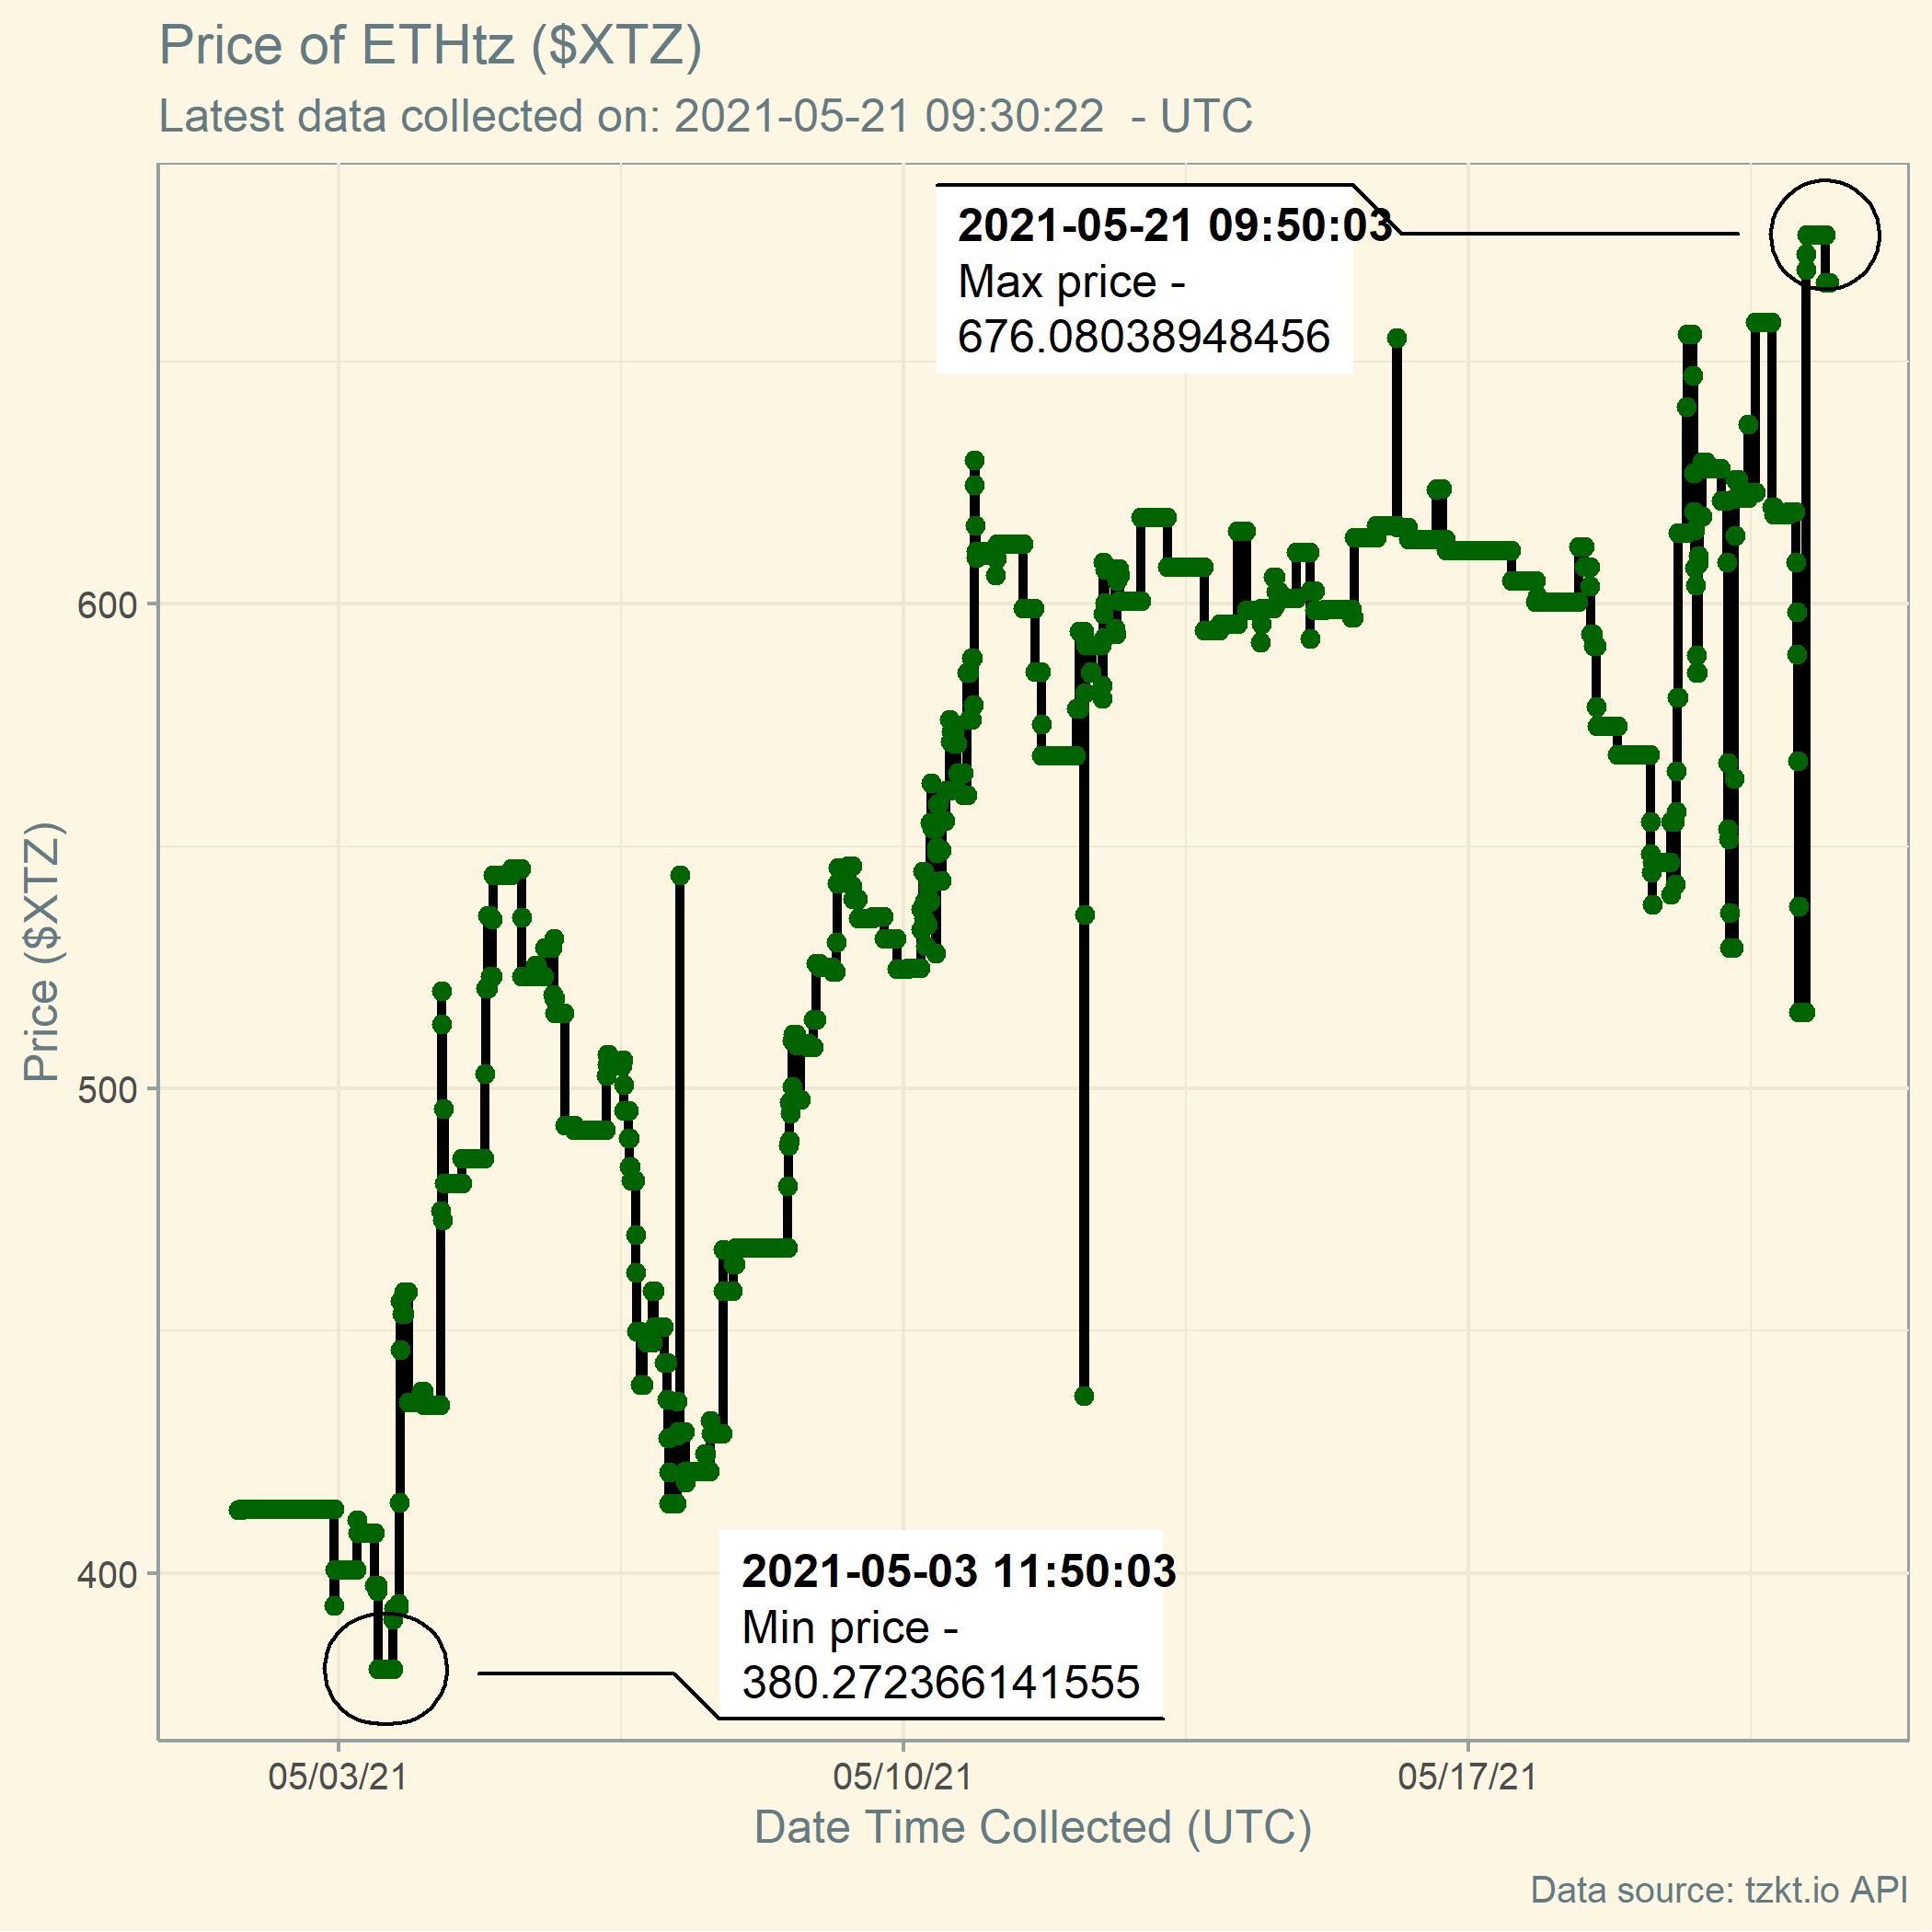 Price of ETHtz ($XTZ)
Latest data collected on: 2021-05-21 09:30:22  - UTC
2021-05-21 09:50:03
Max price -
676.08038948456
600
500
400
Price ($XTZ)
2021-05-03 11:50:03
Min price -
380.272366141555
05/03/21
05/10/21
05/17/21
Date Time Collected (UTC)
Data source: tzkt.io API